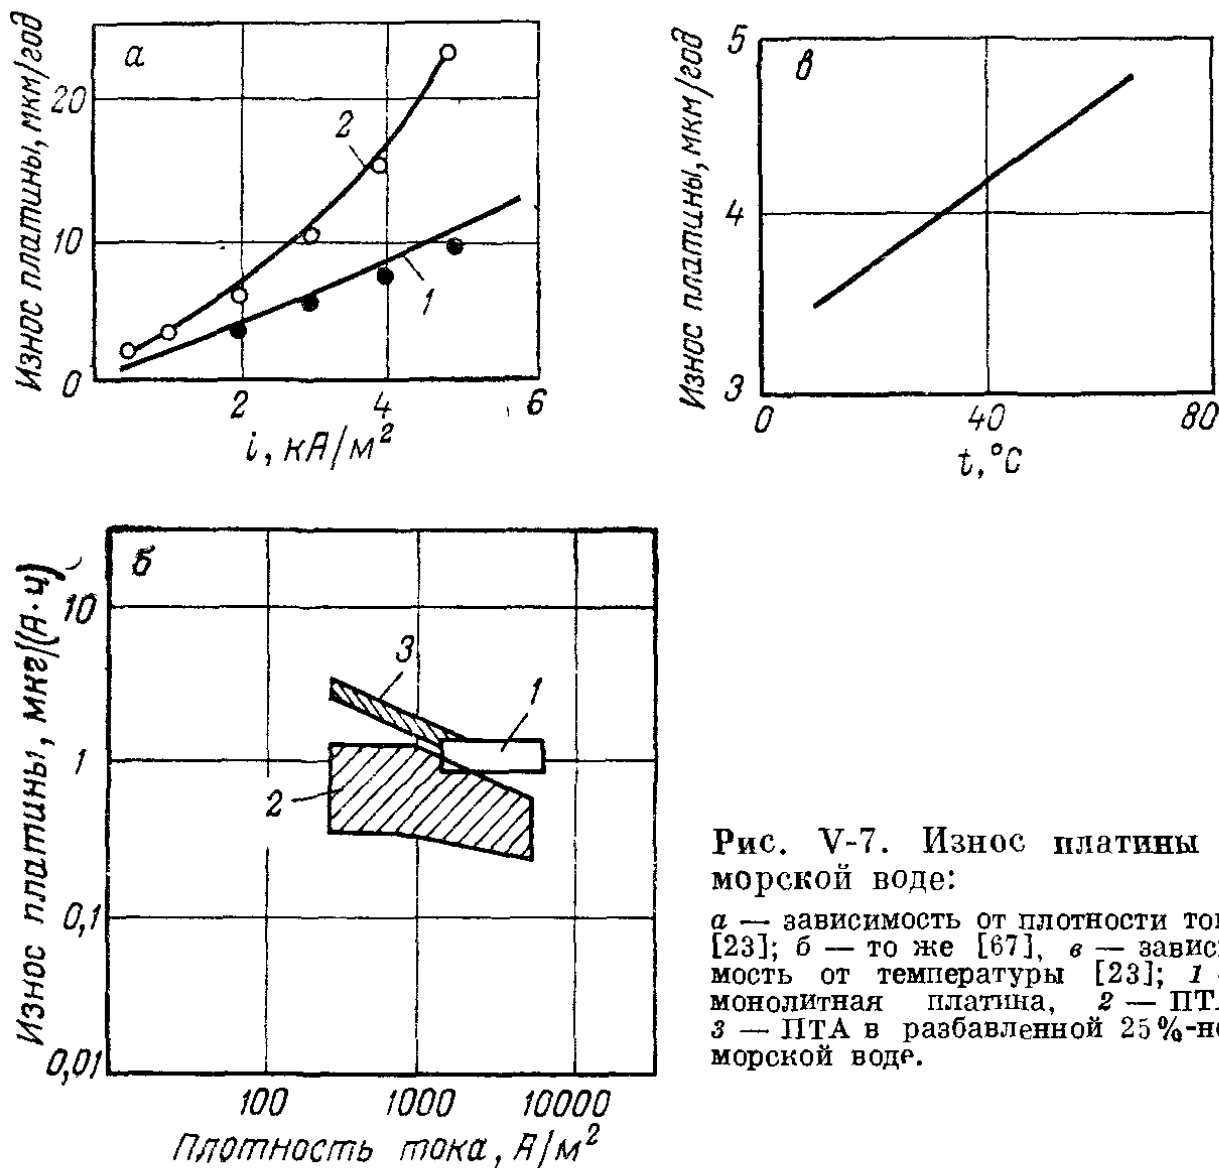 Износ платины, мкм/год
а
20
10
0
2
1
2
4
6
i, кА/м²
Износ платины, мкм/год
в
5
4
3
0
40
80
t, °С
Износ платины, мкг/(А·ч)
б
10
1
0,1
0,01
3
1
2
100
1000
10000
Плотность тока, А/м²
Рис. V-7. Износ платины
морской воде:
а — зависимость от плотности то
[23]; б — то же [67], в — завис
мость от температуры [23]; 1
монолитная платина, 2 — ПТ
3 — ПТА в разбавленной 25%-н
морской воде.